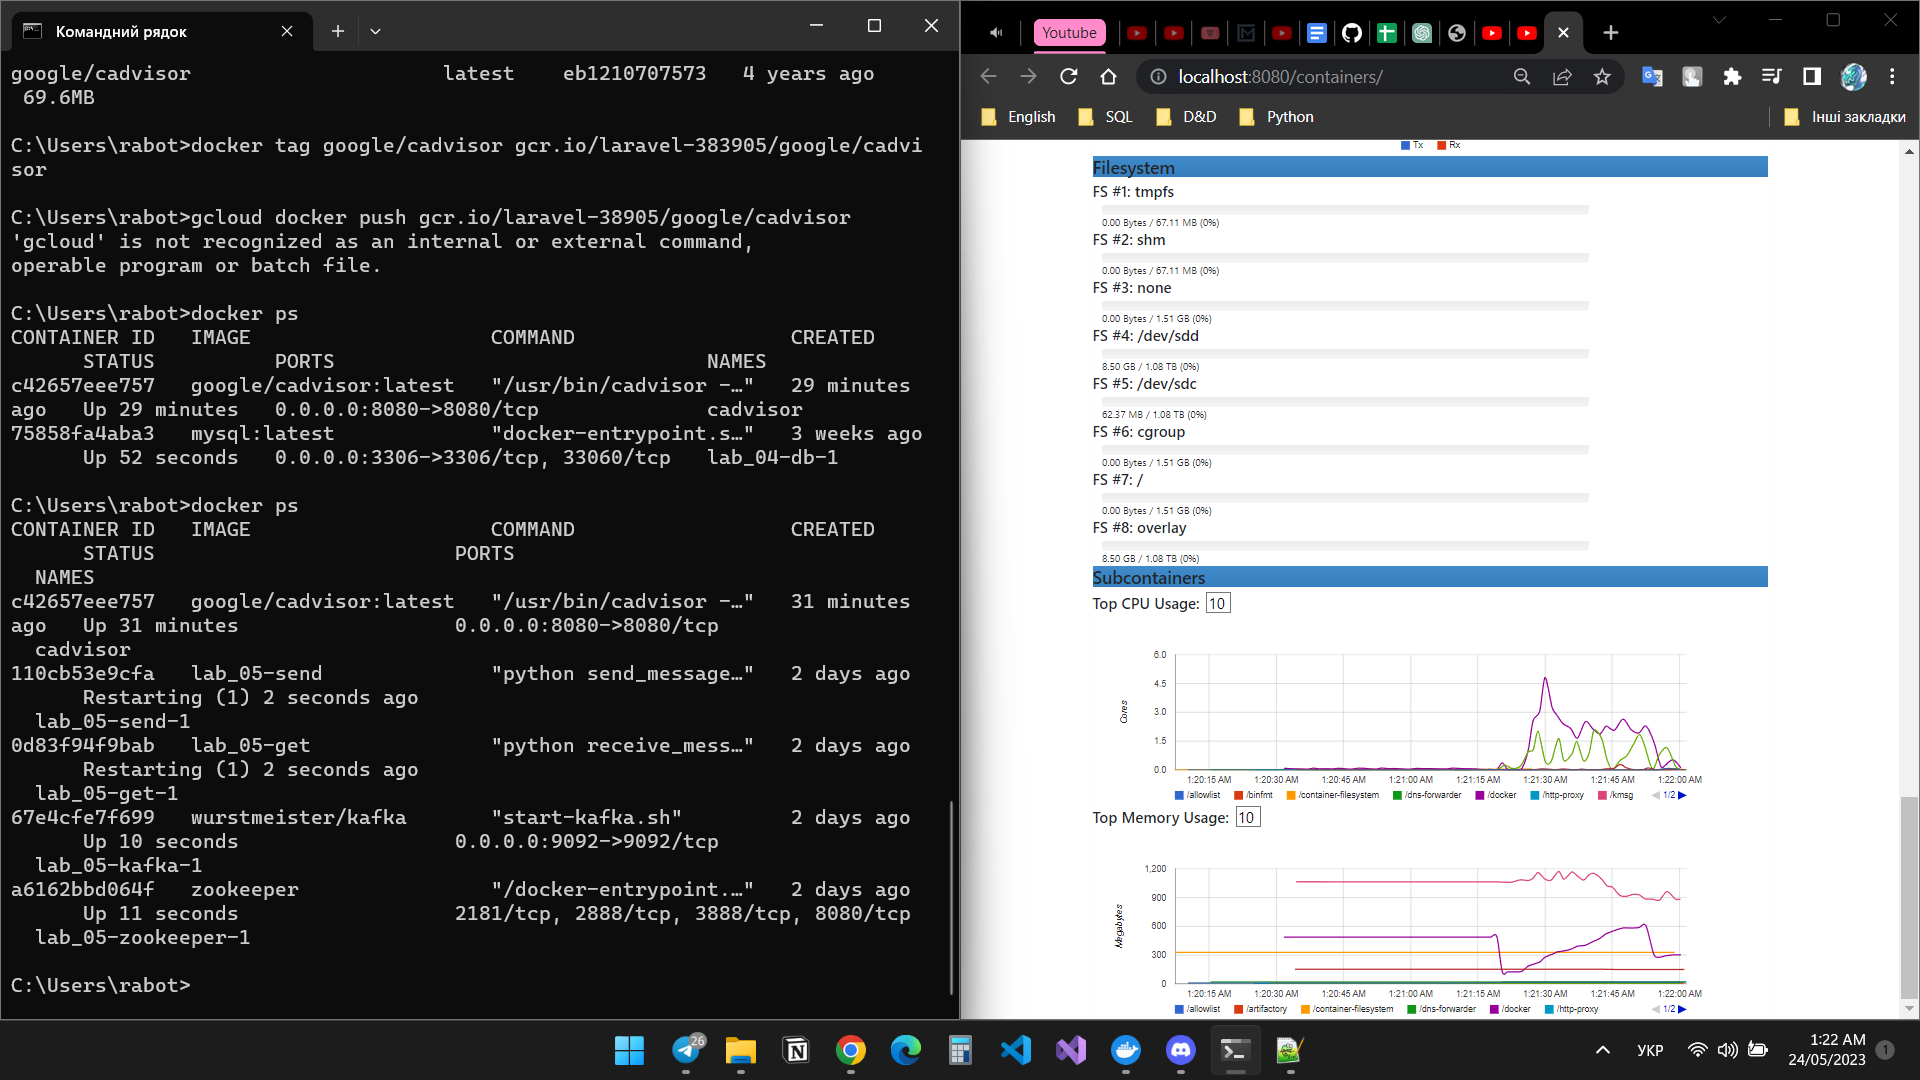 Командний рядок
google/cadvisor                     latest    eb1210707573   4 years ago
 69.6MB
C:\Users\rabot>docker tag google/cadvisor gcr.io/laravel-383905/google/cadvi
sor
C:\Users\rabot>gcloud docker push gcr.io/laravel-38905/google/cadvisor
'gcloud' is not recognized as an internal or external command,
operable program or batch file.
C:\Users\rabot>docker ps
CONTAINER ID   IMAGE                    COMMAND                  CREATED
      STATUS          PORTS                               NAMES
c42657eee757   google/cadvisor:latest   "/usr/bin/cadvisor -…"   29 minutes
ago   Up 29 minutes   0.0.0.0:8080->8080/tcp              cadvisor
75858fa4aba3   mysql:latest             "docker-entrypoint.s…"   3 weeks ago
      Up 52 seconds   0.0.0.0:3306->3306/tcp, 33060/tcp   lab_04-db-1
C:\Users\rabot>docker ps
CONTAINER ID   IMAGE                    COMMAND                  CREATED
      STATUS                         PORTS
  NAMES
c42657eee757   google/cadvisor:latest   "/usr/bin/cadvisor -…"   31 minutes
ago   Up 31 minutes                  0.0.0.0:8080->8080/tcp
  cadvisor
110cb53e9cfa   lab_05-send              "python send_message…"   2 days ago
      Restarting (1) 2 seconds ago
  lab_05-send-1
0d83f94f9bab   lab_05-get               "python receive_mess…"   2 days ago
      Restarting (1) 2 seconds ago
  lab_05-get-1
67e4cfe7f699   wurstmeister/kafka       "start-kafka.sh"         2 days ago
      Up 10 seconds                  0.0.0.0:9092->9092/tcp
  lab_05-kafka-1
a6162bbd064f   zookeeper                "/docker-entrypoint.…"   2 days ago
      Up 11 seconds                  2181/tcp, 2888/tcp, 3888/tcp, 8080/tcp
  lab_05-zookeeper-1
C:\Users\rabot>
Youtube
localhost:8080/containers/
English SQL D&D Python Інші закладки
Tx Rx
Filesystem
FS #1: tmpfs
0.00 Bytes / 67.11 MB (0%)
FS #2: shm
0.00 Bytes / 67.11 MB (0%)
FS #3: none
0.00 Bytes / 1.51 GB (0%)
FS #4: /dev/sdd
8.50 GB / 1.08 TB (0%)
FS #5: /dev/sdc
62.37 MB / 1.08 TB (0%)
FS #6: cgroup
0.00 Bytes / 1.51 GB (0%)
FS #7: /
0.00 Bytes / 1.51 GB (0%)
FS #8: overlay
8.50 GB / 1.08 TB (0%)
Subcontainers
Top CPU Usage: 10
6.0
4.5
3.0
1.5
0.0
Cores
1:20:15 AM 1:20:30 AM 1:20:45 AM 1:21:00 AM 1:21:15 AM 1:21:30 AM 1:21:45 AM 1:22:00 AM
/allowlist /binfmt /container-filesystem /dns-forwarder /docker /http-proxy /kmsg 1/2
Top Memory Usage: 10
1,200
900
600
300
0
Megabytes
1:20:15 AM 1:20:30 AM 1:20:45 AM 1:21:00 AM 1:21:15 AM 1:21:30 AM 1:21:45 AM 1:22:00 AM
/allowlist /artifactory /container-filesystem /dns-forwarder /docker /http-proxy 1/2
26
УКР
1:22 AM
24/05/2023
1